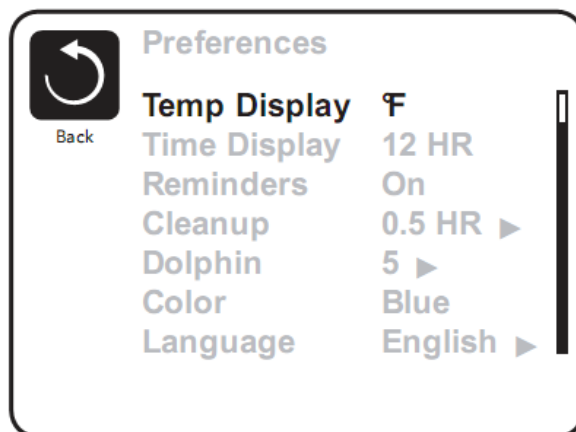 Preferences
Back
Temp Display °F
Time Display 12 HR
Reminders On
Cleanup 0.5 HR ▶
Dolphin 5 ▶
Color Blue
Language English ▶